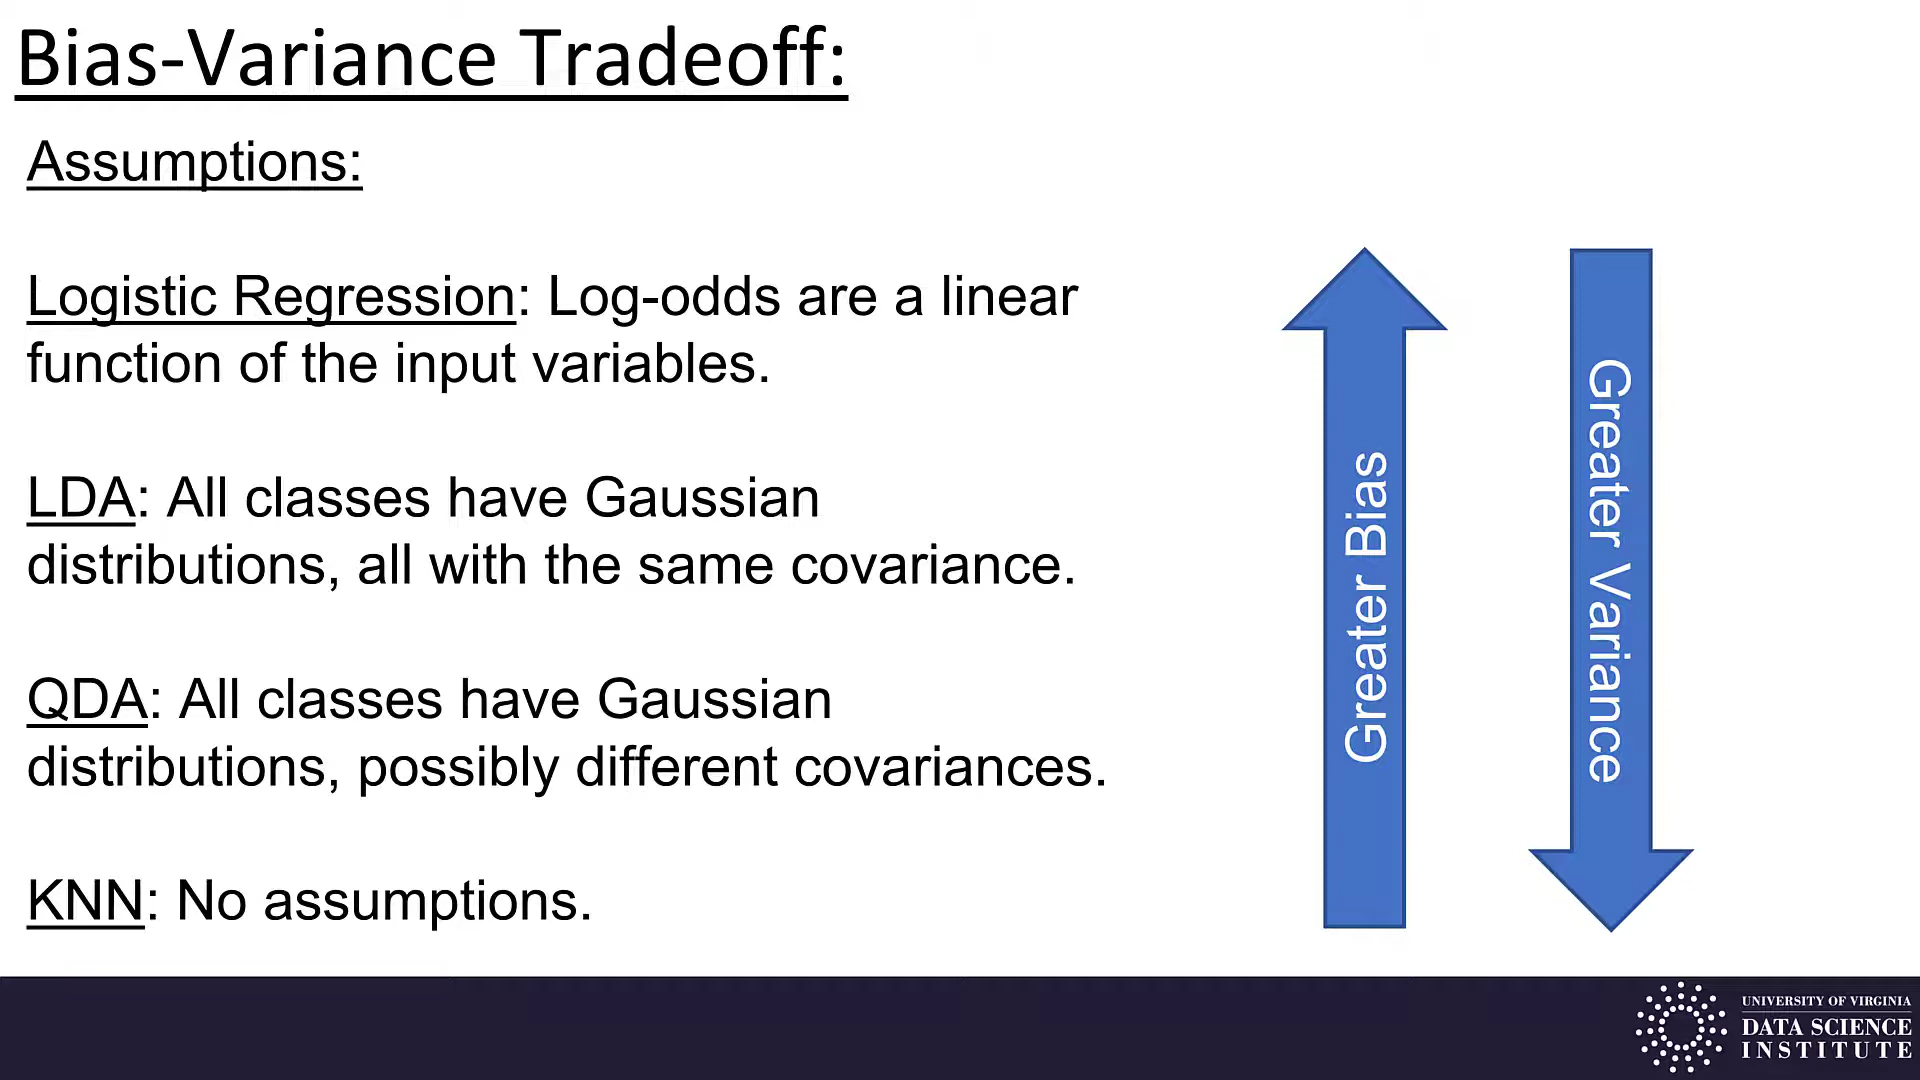 Bias-Variance Tradeoff:
Assumptions:
Logistic Regression: Log-odds are a linear
function of the input variables.
LDA: All classes have Gaussian
distributions, all with the same covariance.
QDA: All classes have Gaussian
distributions, possibly different covariances.
KNN: No assumptions.
Greater Bias
Greater Variance
UNIVERSITY OF VIRGINIA
DATA SCIENCE
INSTITUTE